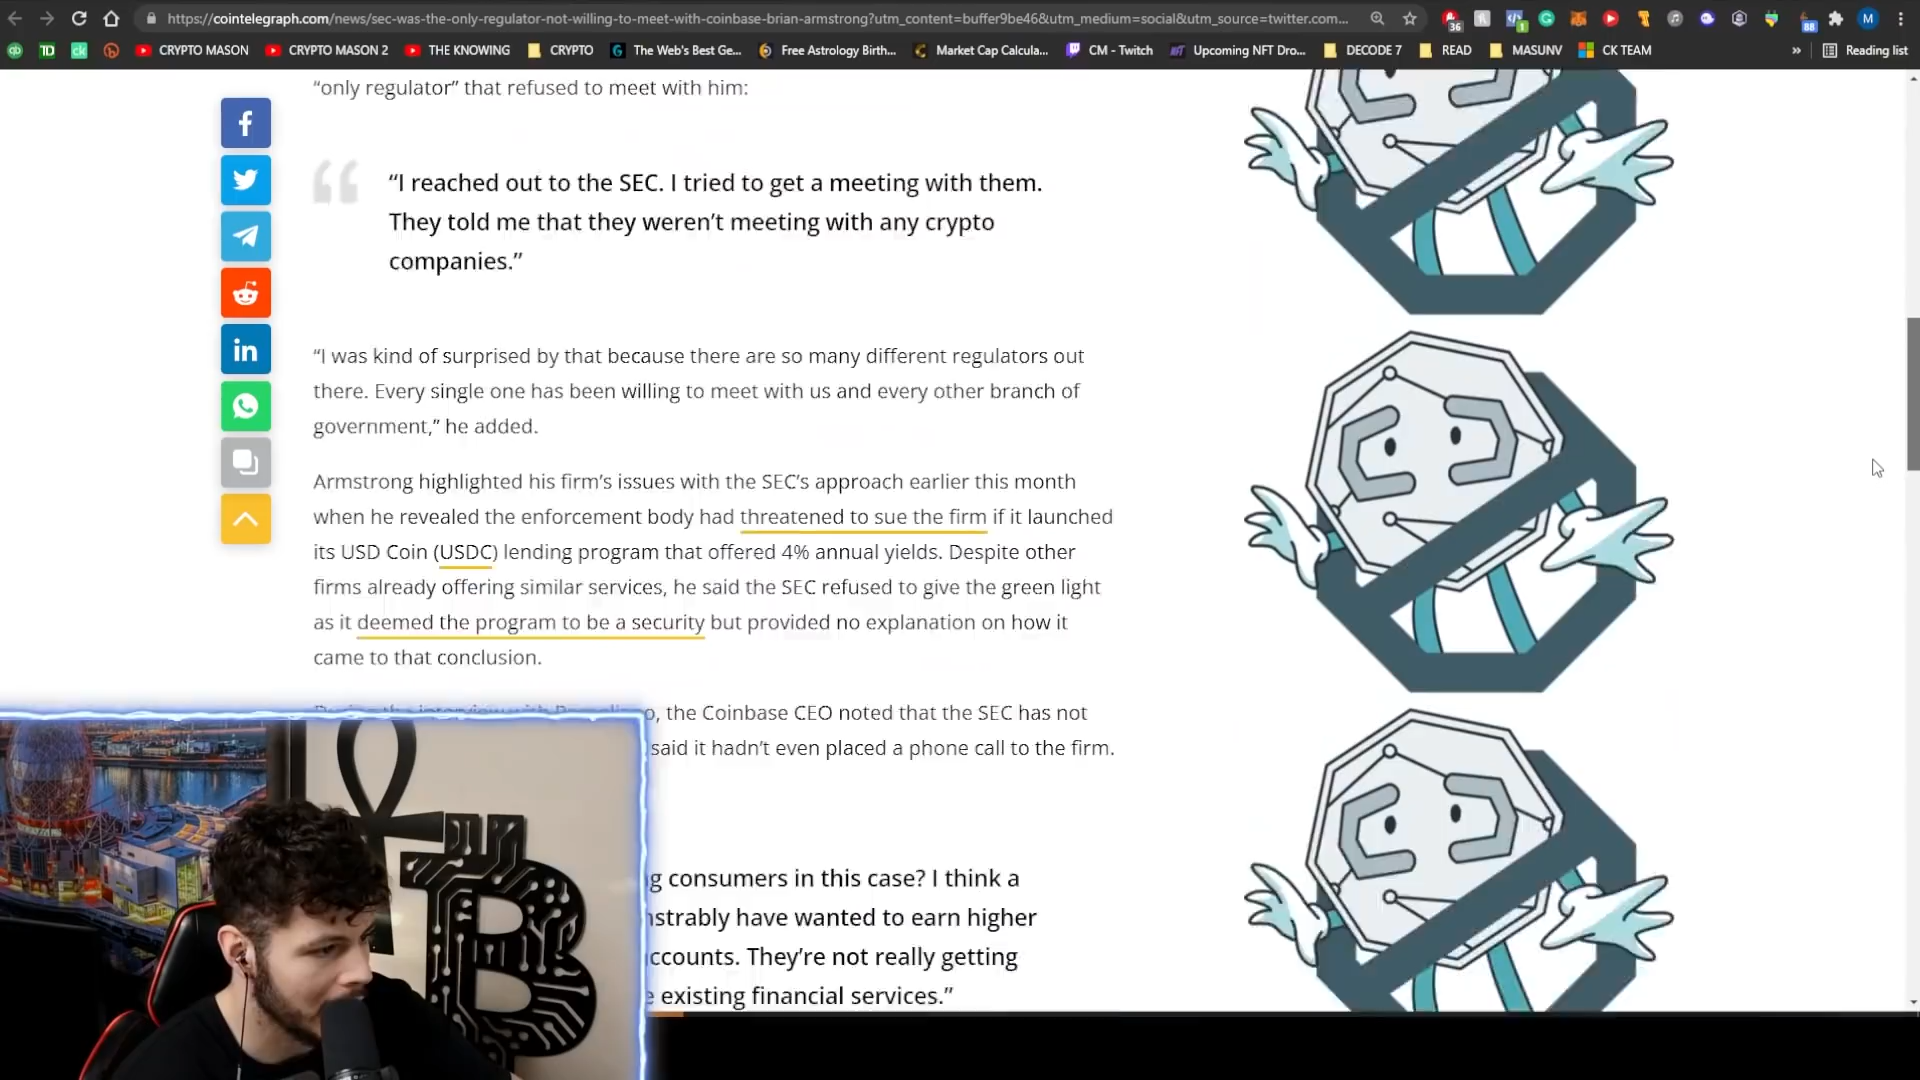 https://cointelegraph.com/news/sec-was-the-only-regulator-not-willing-to-meet-with-coinbase-brian-armstrong?utm_content=buffer9be46&utm_medium=social&utm_source=twitter.com...
36
1
88
M
TD
ck
CRYPTO MASON
CRYPTO MASON 2
THE KNOWING
CRYPTO
The Web's Best Ge...
Free Astrology Birth...
Market Cap Calcula...
CM - Twitch
Upcoming NFT Dro...
DECODE 7
READ
MASUNV
CK TEAM
»
Reading list
“only regulator” that refused to meet with him:
“I reached out to the SEC. I tried to get a meeting with them.
They told me that they weren’t meeting with any crypto
companies.”
“I was kind of surprised by that because there are so many different regulators out
there. Every single one has been willing to meet with us and every other branch of
government,” he added.
Armstrong highlighted his firm’s issues with the SEC’s approach earlier this month
when he revealed the enforcement body had threatened to sue the firm if it launched
its USD Coin (USDC) lending program that offered 4% annual yields. Despite other
firms already offering similar services, he said the SEC refused to give the green light
as it deemed the program to be a security but provided no explanation on how it
came to that conclusion.
the Coinbase CEO noted that the SEC has not
said it hadn’t even placed a phone call to the firm.
g consumers in this case? I think a
nstrably have wanted to earn higher
ccounts. They’re not really getting
e existing financial services.”